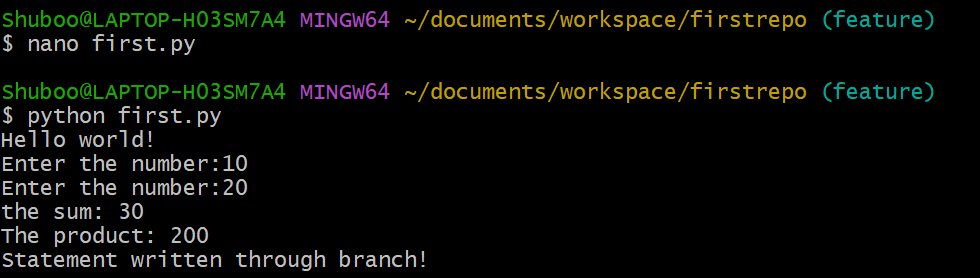 Shuboo@LAPTOP-H03SM7A4 MINGW64 ~/documents/workspace/firstrepo (feature)
$ nano first.py
Shuboo@LAPTOP-H03SM7A4 MINGW64 ~/documents/workspace/firstrepo (feature)
$ python first.py
Hello world!
Enter the number:10
Enter the number:20
the sum: 30
The product: 200
Statement written through branch!